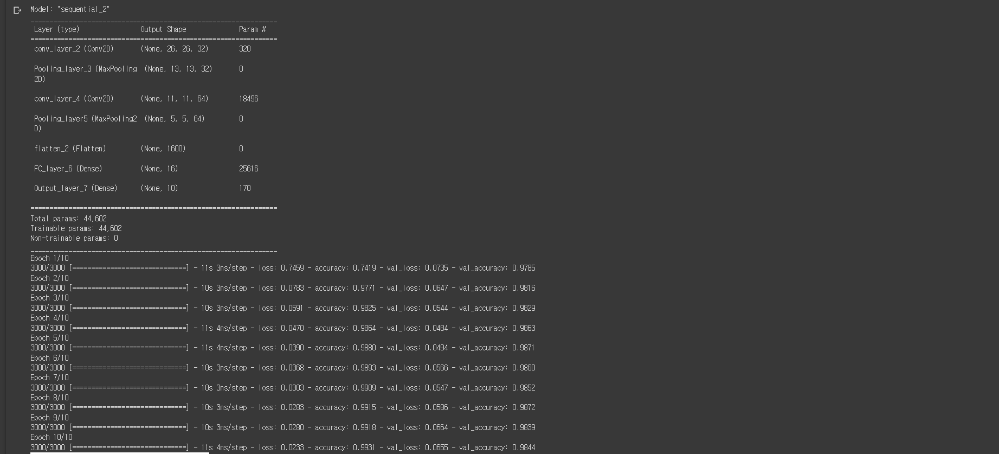 Model: "sequential_2"
_________________________________________________________________
Layer (type) Output Shape Param #
=================================================================
conv_layer_2 (Conv2D) (None, 26, 26, 32) 320
Pooling_layer_3 (MaxPooling (None, 13, 13, 32) 0
2D)
conv_layer_4 (Conv2D) (None, 11, 11, 64) 18496
Pooling_layer5 (MaxPooling2 (None, 5, 5, 64) 0
D)
flatten_2 (Flatten) (None, 1600) 0
FC_layer_6 (Dense) (None, 16) 25616
Output_layer_7 (Dense) (None, 10) 170
=================================================================
Total params: 44,602
Trainable params: 44,602
Non-trainable params: 0
_________________________________________________________________
Epoch 1/10
3000/3000 [==============================] - 11s 3ms/step - loss: 0.7459 - accuracy: 0.7419 - val_loss: 0.0735 - val_accuracy: 0.9785
Epoch 2/10
3000/3000 [==============================] - 10s 3ms/step - loss: 0.0783 - accuracy: 0.9771 - val_loss: 0.0647 - val_accuracy: 0.9816
Epoch 3/10
3000/3000 [==============================] - 10s 3ms/step - loss: 0.0591 - accuracy: 0.9825 - val_loss: 0.0544 - val_accuracy: 0.9829
Epoch 4/10
3000/3000 [==============================] - 11s 4ms/step - loss: 0.0470 - accuracy: 0.9864 - val_loss: 0.0484 - val_accuracy: 0.9863
Epoch 5/10
3000/3000 [==============================] - 11s 4ms/step - loss: 0.0390 - accuracy: 0.9880 - val_loss: 0.0494 - val_accuracy: 0.9871
Epoch 6/10
3000/3000 [==============================] - 10s 3ms/step - loss: 0.0368 - accuracy: 0.9893 - val_loss: 0.0566 - val_accuracy: 0.9860
Epoch 7/10
3000/3000 [==============================] - 10s 3ms/step - loss: 0.0303 - accuracy: 0.9909 - val_loss: 0.0547 - val_accuracy: 0.9852
Epoch 8/10
3000/3000 [==============================] - 10s 3ms/step - loss: 0.0283 - accuracy: 0.9915 - val_loss: 0.0586 - val_accuracy: 0.9872
Epoch 9/10
3000/3000 [==============================] - 10s 3ms/step - loss: 0.0280 - accuracy: 0.9918 - val_loss: 0.0664 - val_accuracy: 0.9839
Epoch 10/10
3000/3000 [==============================] - 11s 4ms/step - loss: 0.0233 - accuracy: 0.9931 - val_loss: 0.0655 - val_accuracy: 0.9844